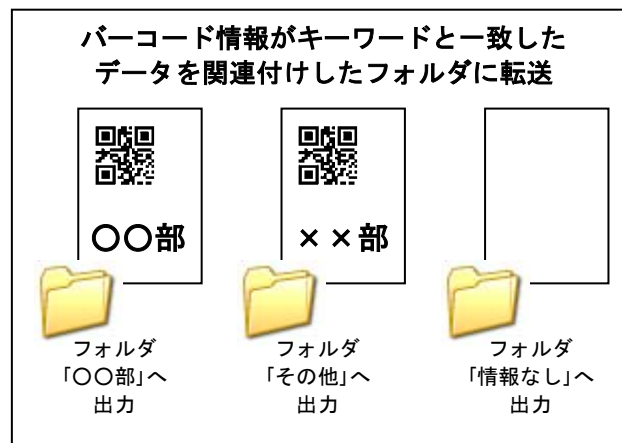 バーコード情報がキーワードと一致した
データを関連付けしたフォルダに転送
〇〇部
××部
フォルダ
「〇〇部」へ
出力
フォルダ
「その他」へ
出力
フォルダ
「情報なし」へ
出力